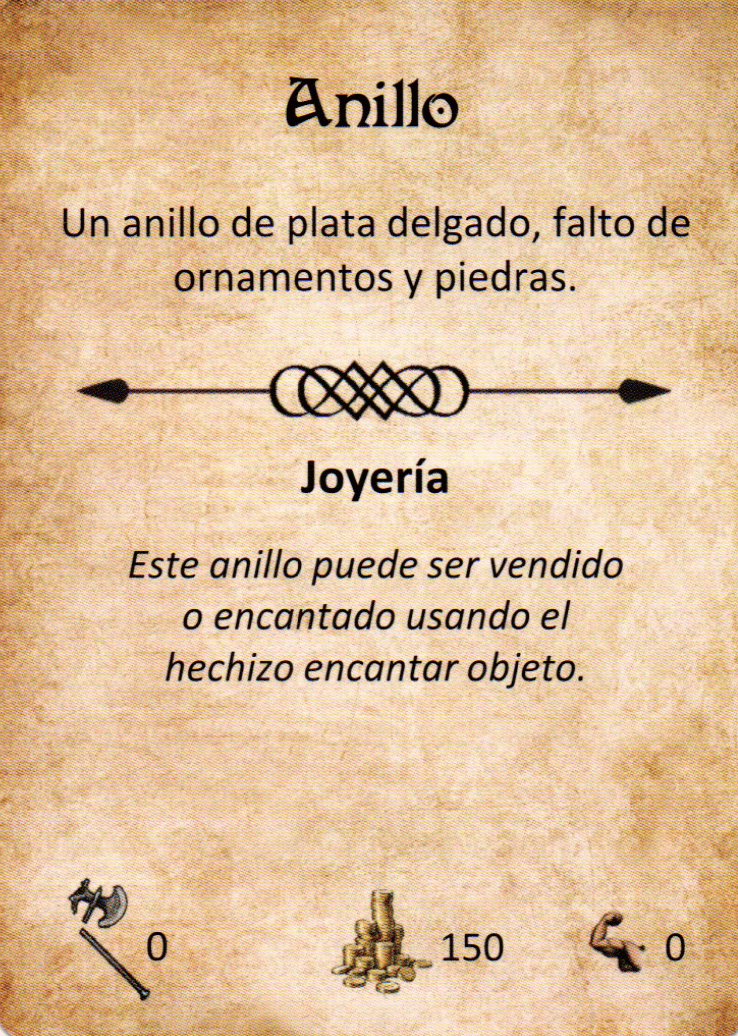 Anillo
Un anillo de plata delgado, falto de
ornamentos y piedras.
Joyería
Este anillo puede ser vendido
o encantado usando el
hechizo encantar objeto.
0 150 0